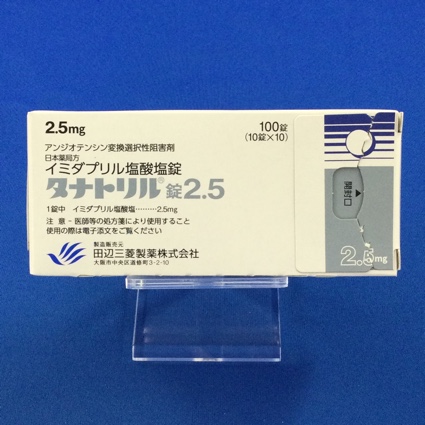 2.5mg
100錠
(10錠×10)
アンジオテンシン変換選択性阻害剤
日本薬局方
イミダプリル塩酸塩錠
タナトリル®錠2.5
1錠中 イミダプリル塩酸塩………2.5mg
注意-医師等の処方箋により使用すること
使用の際は電子添文をご覧ください
製造販売元
田辺三菱製薬株式会社
大阪市中央区道修町3-2-10
開封口
2.5mg